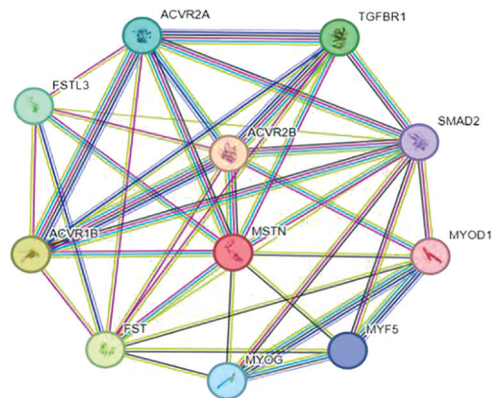 ACVR2A
TGFBR1
FSTL3
SMAD2
ACVR2B
ACVR1B
MSTN
MYOD1
FST
MYF5
MYOG